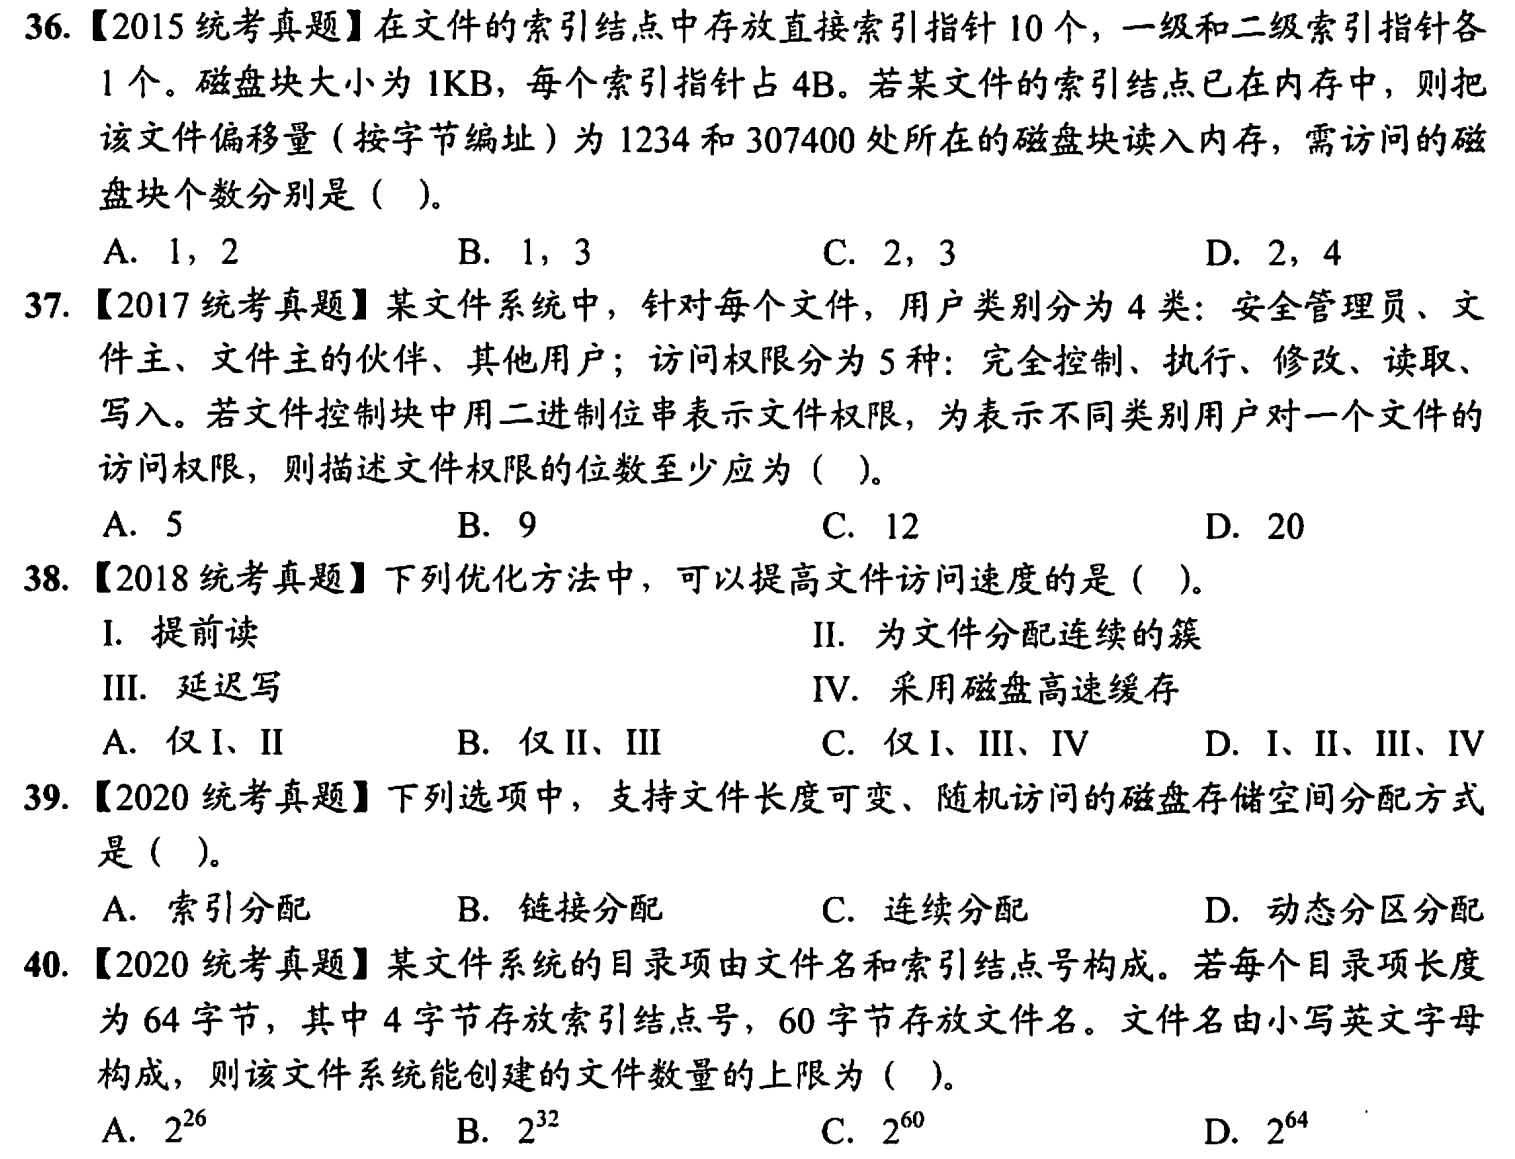 36.【2015 统考真题】在文件的索引结点中存放直接索引指针 10 个，一级和二级索引指针各
1 个。磁盘块大小为 1KB，每个索引指针占 4B。若某文件的索引结点已在内存中，则把
该文件偏移量（按字节编址）为 1234 和 307400 处所在的磁盘块读入内存，需访问的磁
盘块个数分别是（ ）。
A. 1，2 B. 1，3 C. 2，3 D. 2，4
37.【2017 统考真题】某文件系统中，针对每个文件，用户类别分为 4 类：安全管理员、文
件主、文件主的伙伴、其他用户；访问权限分为 5 种：完全控制、执行、修改、读取、
写入。若文件控制块中用二进制位串表示文件权限，为表示不同类别用户对一个文件的
访问权限，则描述文件权限的位数至少应为（ ）。
A. 5 B. 9 C. 12 D. 20
38.【2018 统考真题】下列优化方法中，可以提高文件访问速度的是（ ）。
I. 提前读 II. 为文件分配连续的簇
III. 延迟写 IV. 采用磁盘高速缓存
A. 仅 I、II B. 仅 II、III C. 仅 I、III、IV D. I、II、III、IV
39.【2020 统考真题】下列选项中，支持文件长度可变、随机访问的磁盘存储空间分配方式
是（ ）。
A. 索引分配 B. 链接分配 C. 连续分配 D. 动态分区分配
40.【2020 统考真题】某文件系统的目录项由文件名和索引结点号构成。若每个目录项长度
为 64 字节，其中 4 字节存放索引结点号，60 字节存放文件名。文件名由小写英文字母
构成，则该文件系统能创建的文件数量的上限为（ ）。
A. 2²⁶ B. 2³² C. 2⁶⁰ D. 2⁶⁴